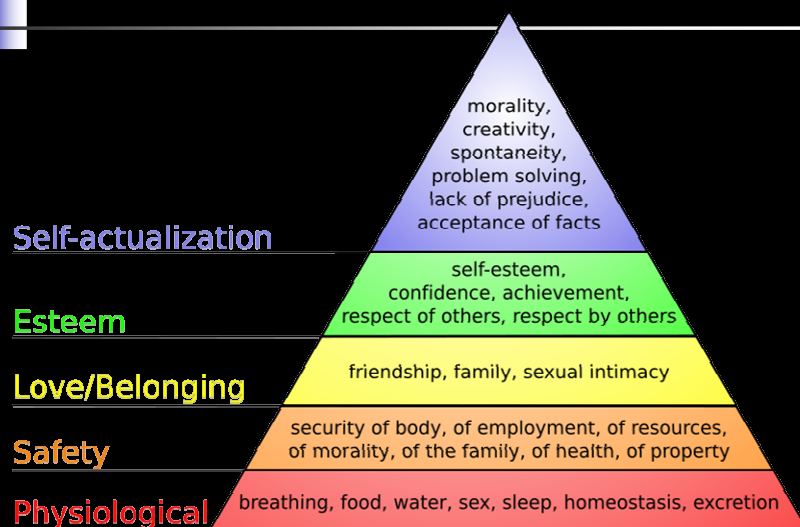 morality,
creativity,
spontaneity,
problem solving,
lack of prejudice,
acceptance of facts
Self-actualization
self-esteem,
confidence, achievement,
respect of others, respect by others
Esteem
friendship, family, sexual intimacy
Love/Belonging
security of body, of employment, of resources,
of morality, of the family, of health, of property
Safety
breathing, food, water, sex, sleep, homeostasis, excretion
Physiological